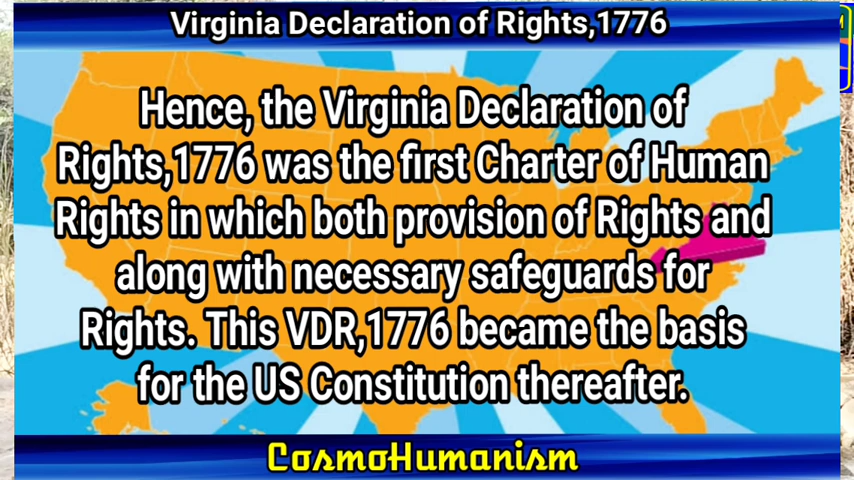 Virginia Declaration of Rights,1776
Hence, the Virginia Declaration of
Rights,1776 was the first Charter of Human
Rights in which both provision of Rights and
along with necessary safeguards for
Rights. This VDR,1776 became the basis
for the US Constitution thereafter.
CosmoHumanism